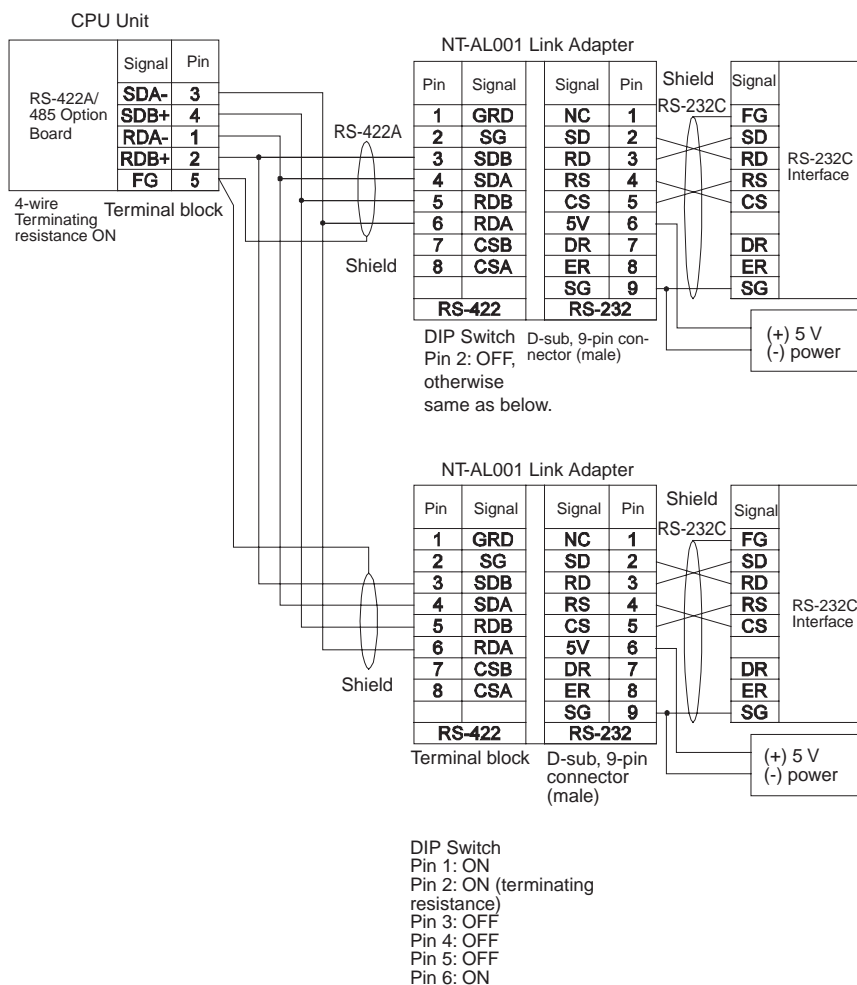 CPU Unit
Signal Pin
RS-422A/
485 Option
Board
SDA- 3
SDB+ 4
RDA- 1
RDB+ 2
FG 5
4-wire
Terminating
resistance ON
Terminal block
RS-422A
Shield
NT-AL001 Link Adapter
Pin Signal Signal Pin
1 GRD NC 1
2 SG SD 2
3 SDB RD 3
4 SDA RS 4
5 RDB CS 5
6 RDA 5V 6
7 CSB DR 7
8 CSA ER 8
SG 9
RS-422 RS-232
DIP Switch
Pin 2: OFF,
otherwise
same as below.
D-sub, 9-pin con-
nector (male)
Shield
RS-232C
Signal
FG
SD
RD
RS
CS
DR
ER
SG
RS-232C
Interface
(+) 5 V
(-) power
NT-AL001 Link Adapter
Shield
Pin Signal Signal Pin
1 GRD NC 1
2 SG SD 2
3 SDB RD 3
4 SDA RS 4
5 RDB CS 5
6 RDA 5V 6
7 CSB DR 7
8 CSA ER 8
SG 9
RS-422 RS-232
Terminal block
D-sub, 9-pin
connector
(male)
Shield
RS-232C
Signal
FG
SD
RD
RS
CS
DR
ER
SG
RS-232C
Interface
(+) 5 V
(-) power
DIP Switch
Pin 1: ON
Pin 2: ON (terminating
resistance)
Pin 3: OFF
Pin 4: OFF
Pin 5: OFF
Pin 6: ON